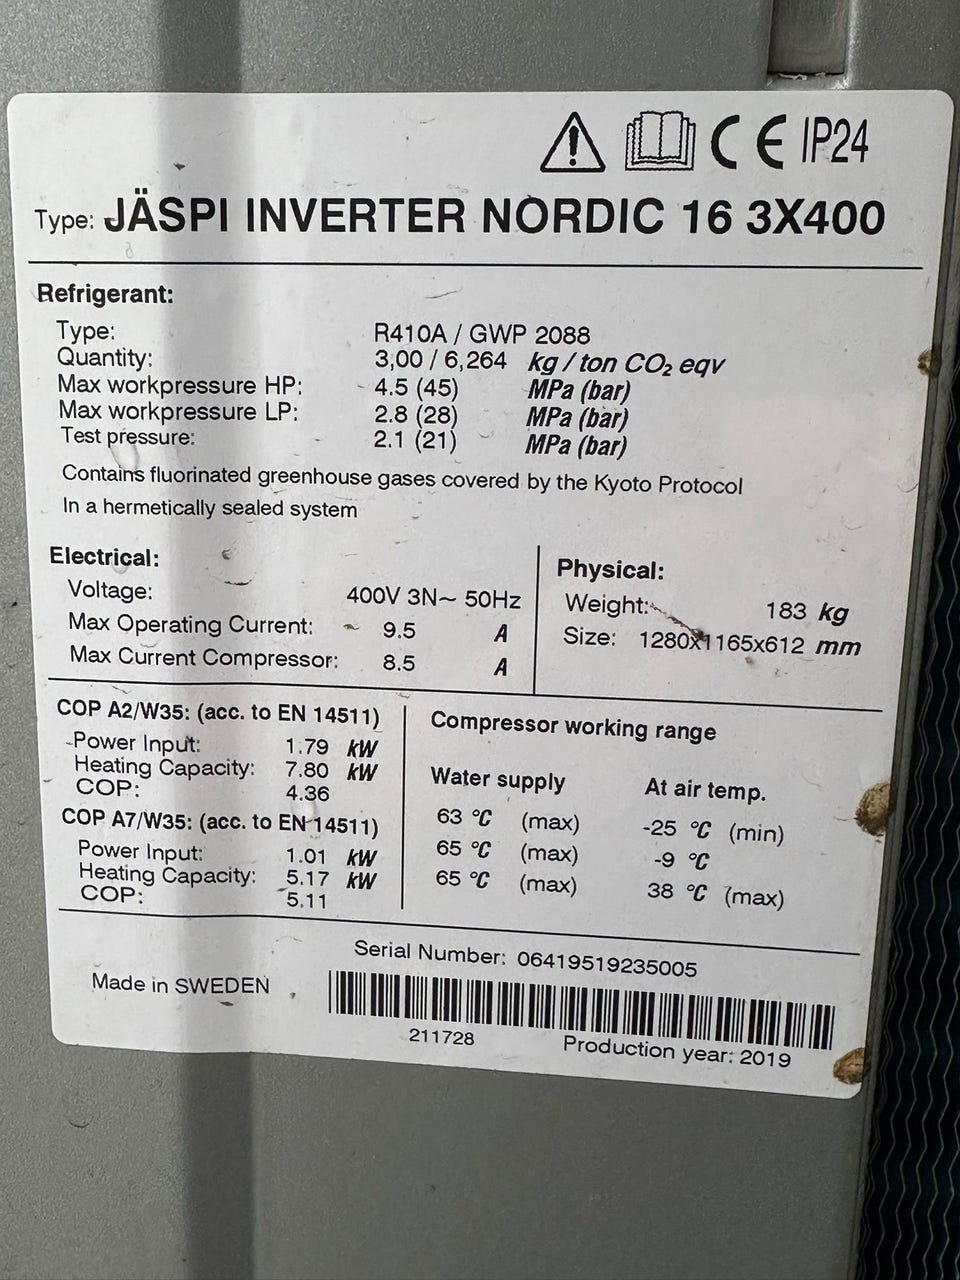 CE IP24
Type: JÄSPI INVERTER NORDIC 16 3X400
Refrigerant:
Type: R410A / GWP 2088
Quantity: 3,00 / 6,264 kg / ton CO₂ eqv
Max workpressure HP: 4.5 (45) MPa (bar)
Max workpressure LP: 2.8 (28) MPa (bar)
Test pressure: 2.1 (21) MPa (bar)
Contains fluorinated greenhouse gases covered by the Kyoto Protocol
In a hermetically sealed system
Electrical:
Voltage: 400V 3N~ 50Hz
Max Operating Current: 9.5 A
Max Current Compressor: 8.5 A
Physical:
Weight: 183 kg
Size: 1280x1165x612 mm
COP A2/W35: (acc. to EN 14511)
Power Input: 1.79 kW
Heating Capacity: 7.80 kW
COP: 4.36
COP A7/W35: (acc. to EN 14511)
Power Input: 1.01 kW
Heating Capacity: 5.17 kW
COP: 5.11
Compressor working range
Water supply At air temp.
63 °C (max) -25 °C (min)
65 °C (max) -9 °C
65 °C (max) 38 °C (max)
Serial Number: 06419519235005
Made in SWEDEN
211728 Production year: 2019